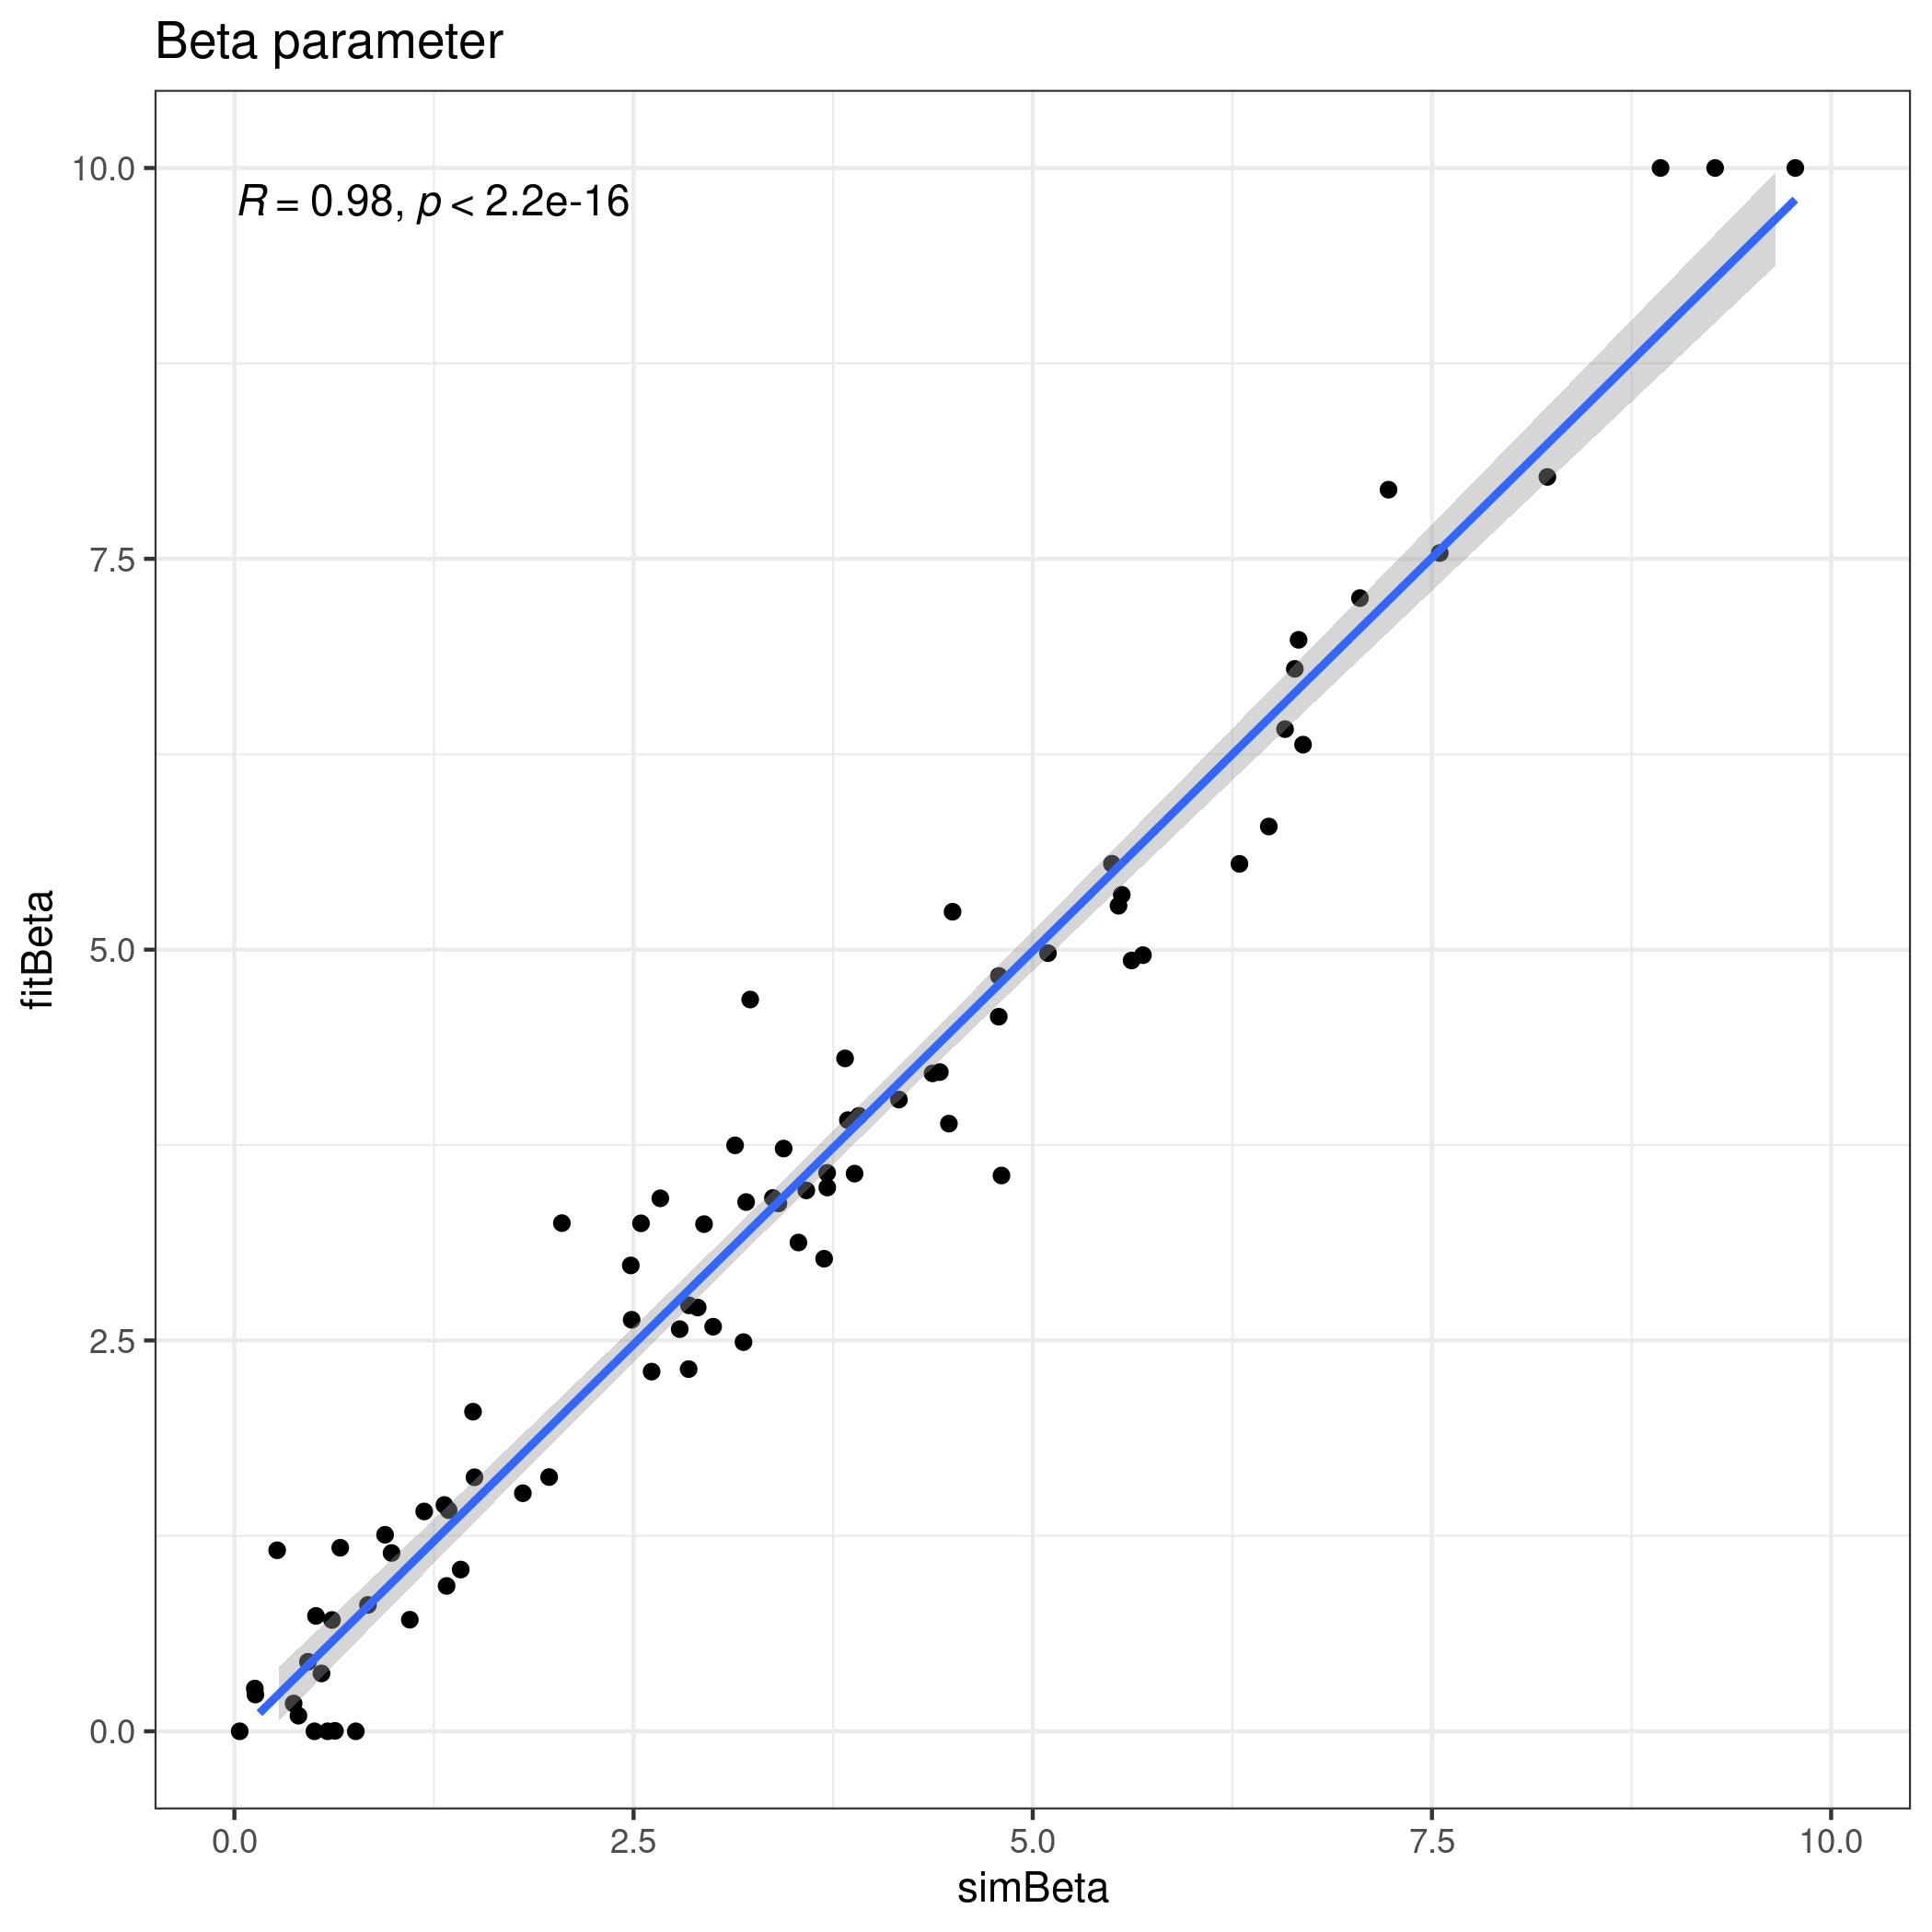 Beta parameter
R = 0.98, p < 2.2e-16
fitBeta
10.0
7.5
5.0
2.5
0.0
0.0 2.5 5.0 7.5 10.0
simBeta